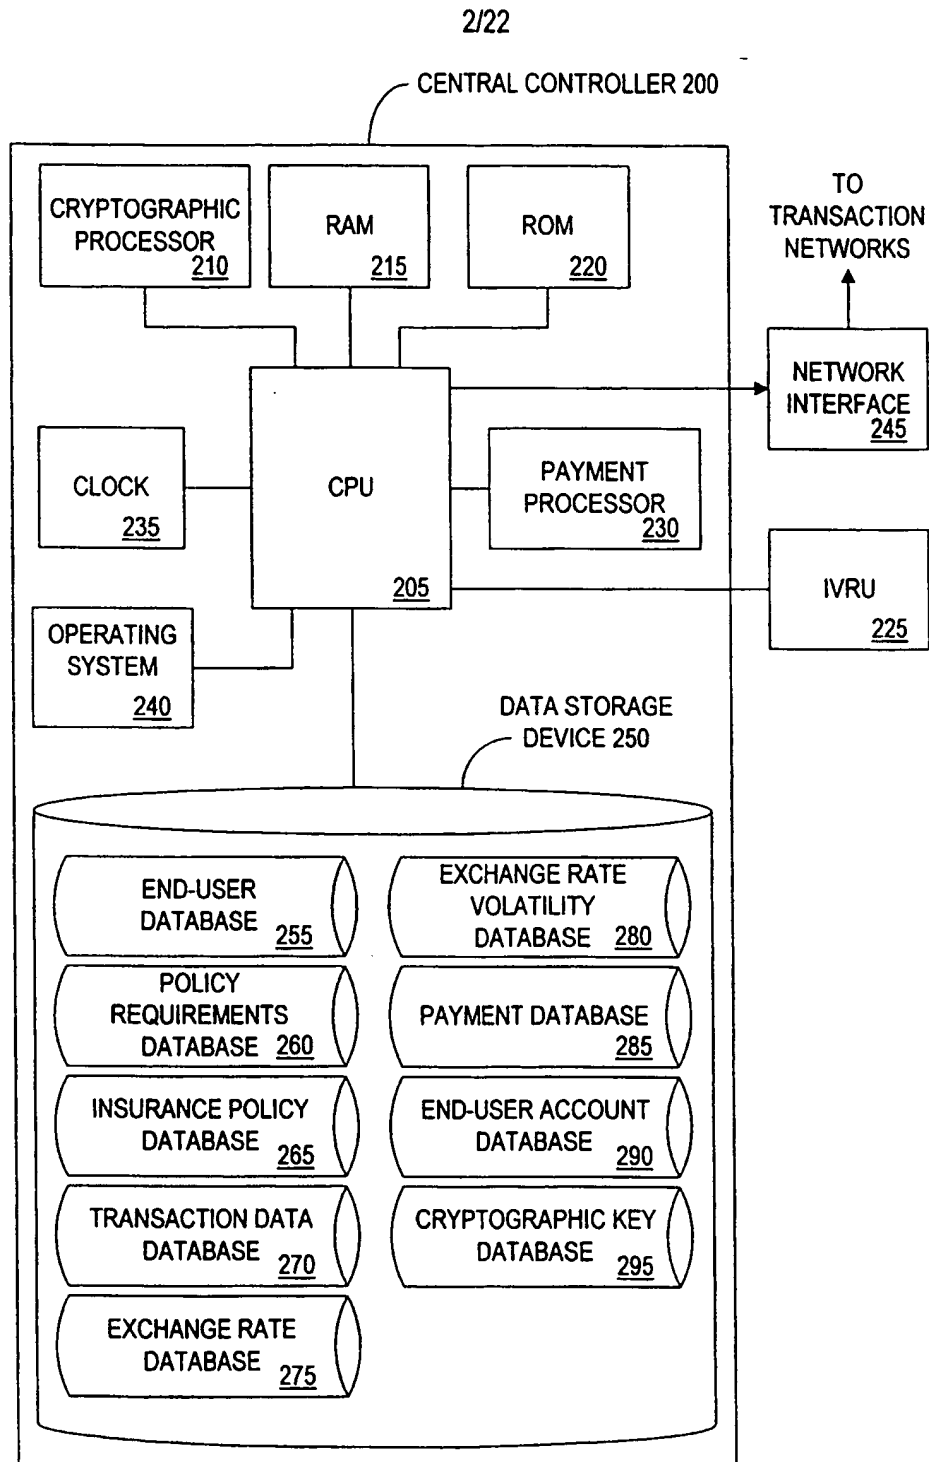 2/22
CENTRAL CONTROLLER 200
CRYPTOGRAPHIC
PROCESSOR
210
RAM
215
ROM
220
TO
TRANSACTION
NETWORKS
NETWORK
INTERFACE
245
CLOCK
235
CPU
205
PAYMENT
PROCESSOR
230
IVRU
225
OPERATING
SYSTEM
240
DATA STORAGE
DEVICE 250
END-USER
DATABASE 255
EXCHANGE RATE
VOLATILITY
DATABASE 280
POLICY
REQUIREMENTS
DATABASE 260
PAYMENT DATABASE
285
INSURANCE POLICY
DATABASE 265
END-USER ACCOUNT
DATABASE 290
TRANSACTION DATA
DATABASE 270
CRYPTOGRAPHIC KEY
DATABASE 295
EXCHANGE RATE
DATABASE 275